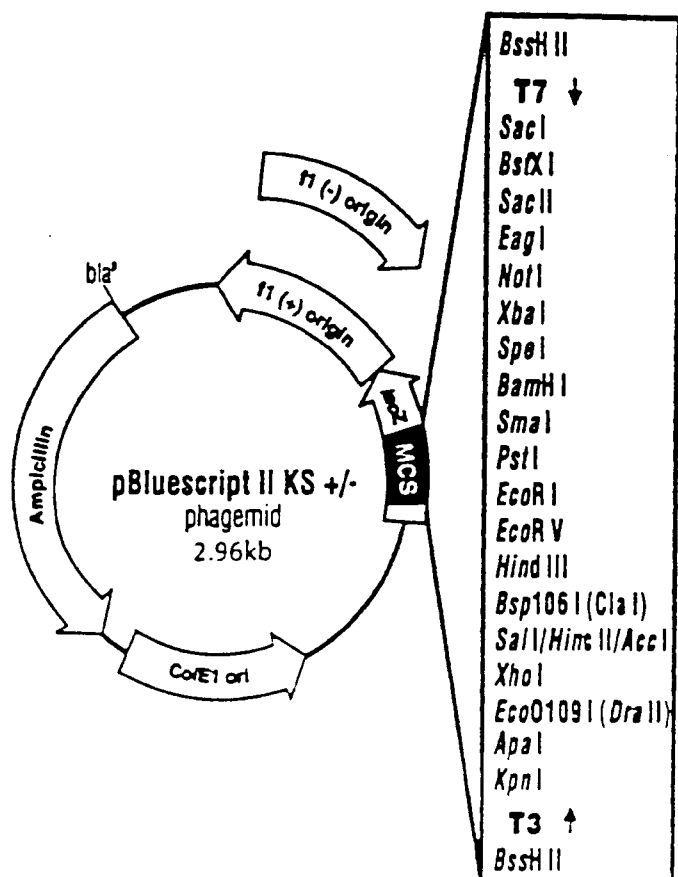 BssH II
T7 ↓
Sac I
BstX I
Sac II
Eag I
Not I
Xba I
Spe I
BamH I
Sma I
Pst I
EcoR I
EcoR V
Hind III
Bsp106 I (Cla I)
Sal I/Hinc II/Acc I
Xho I
EcoO109 I (Dra II)
Apa I
Kpn I
T3 ↑
BssH II
f1 (-) origin
f1 (+) origin
bla'
lacZ
MCS
Ampicillin
pBluescript II KS +/-
phagemid
2.96kb
ColE1 ori